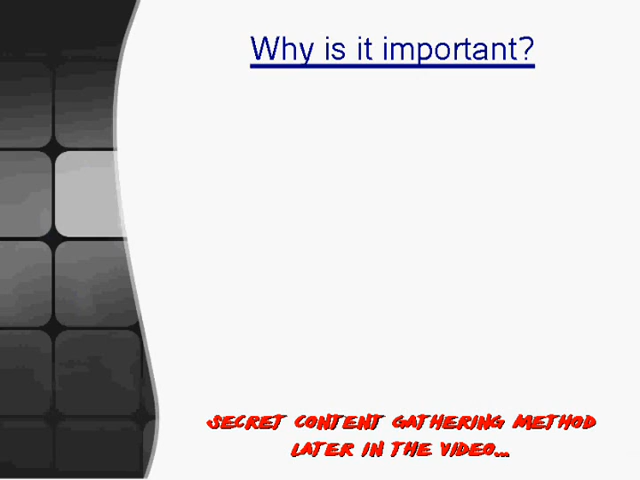 Why is it important?
SECRET CONTENT GATHERING METHOD
LATER IN THE VIDEO...